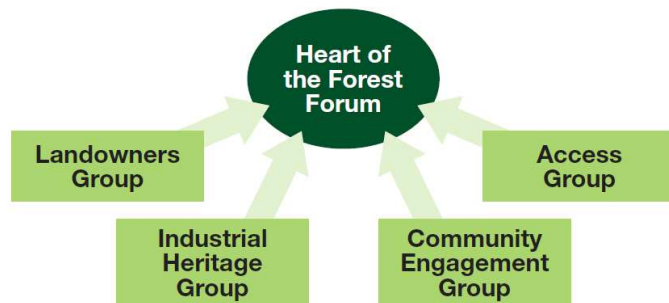 Heart of
the Forest
Forum
Landowners
Group
Access
Group
Industrial
Heritage
Group
Community
Engagement
Group